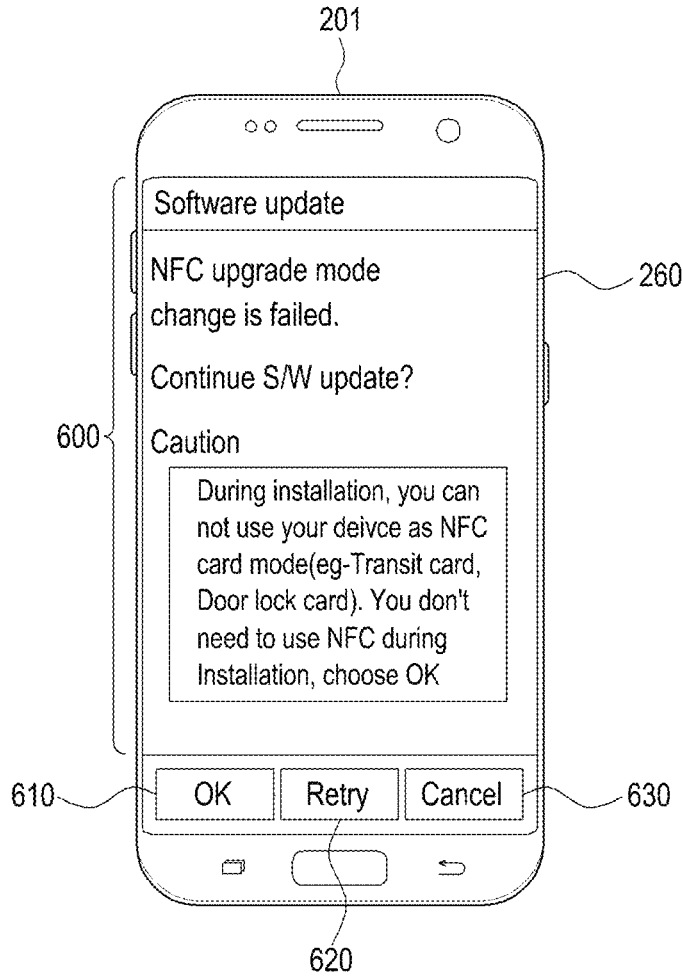 201
Software update
NFC upgrade mode
change is failed.
260
Continue S/W update?
600
Caution
During installation, you can
not use your deivce as NFC
card mode(eg-Transit card,
Door lock card). You don't
need to use NFC during
Installation, choose OK
610
OK
Retry
Cancel
630
620